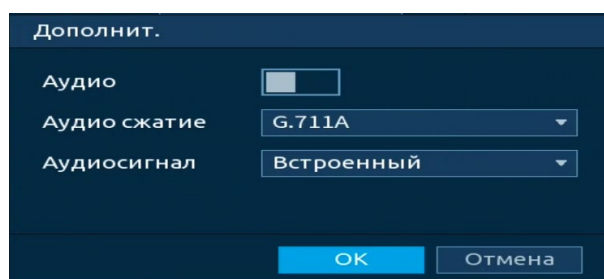 Дополнит.
Аудио
Аудио сжатие G.711A
Аудиосигнал Встроенный
OK Отмена